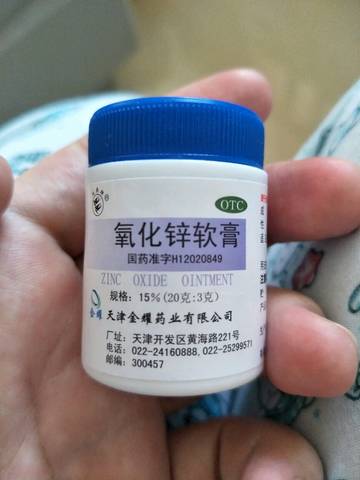 OTC
氧化锌软膏
国药准字H12020849
ZINC OXIDE OINTMENT
规格：15%(20克:3克)
金耀 天津金耀药业有限公司
厂址：天津开发区黄海路221号
电话：022-24160888,022-25299571
邮编：300457